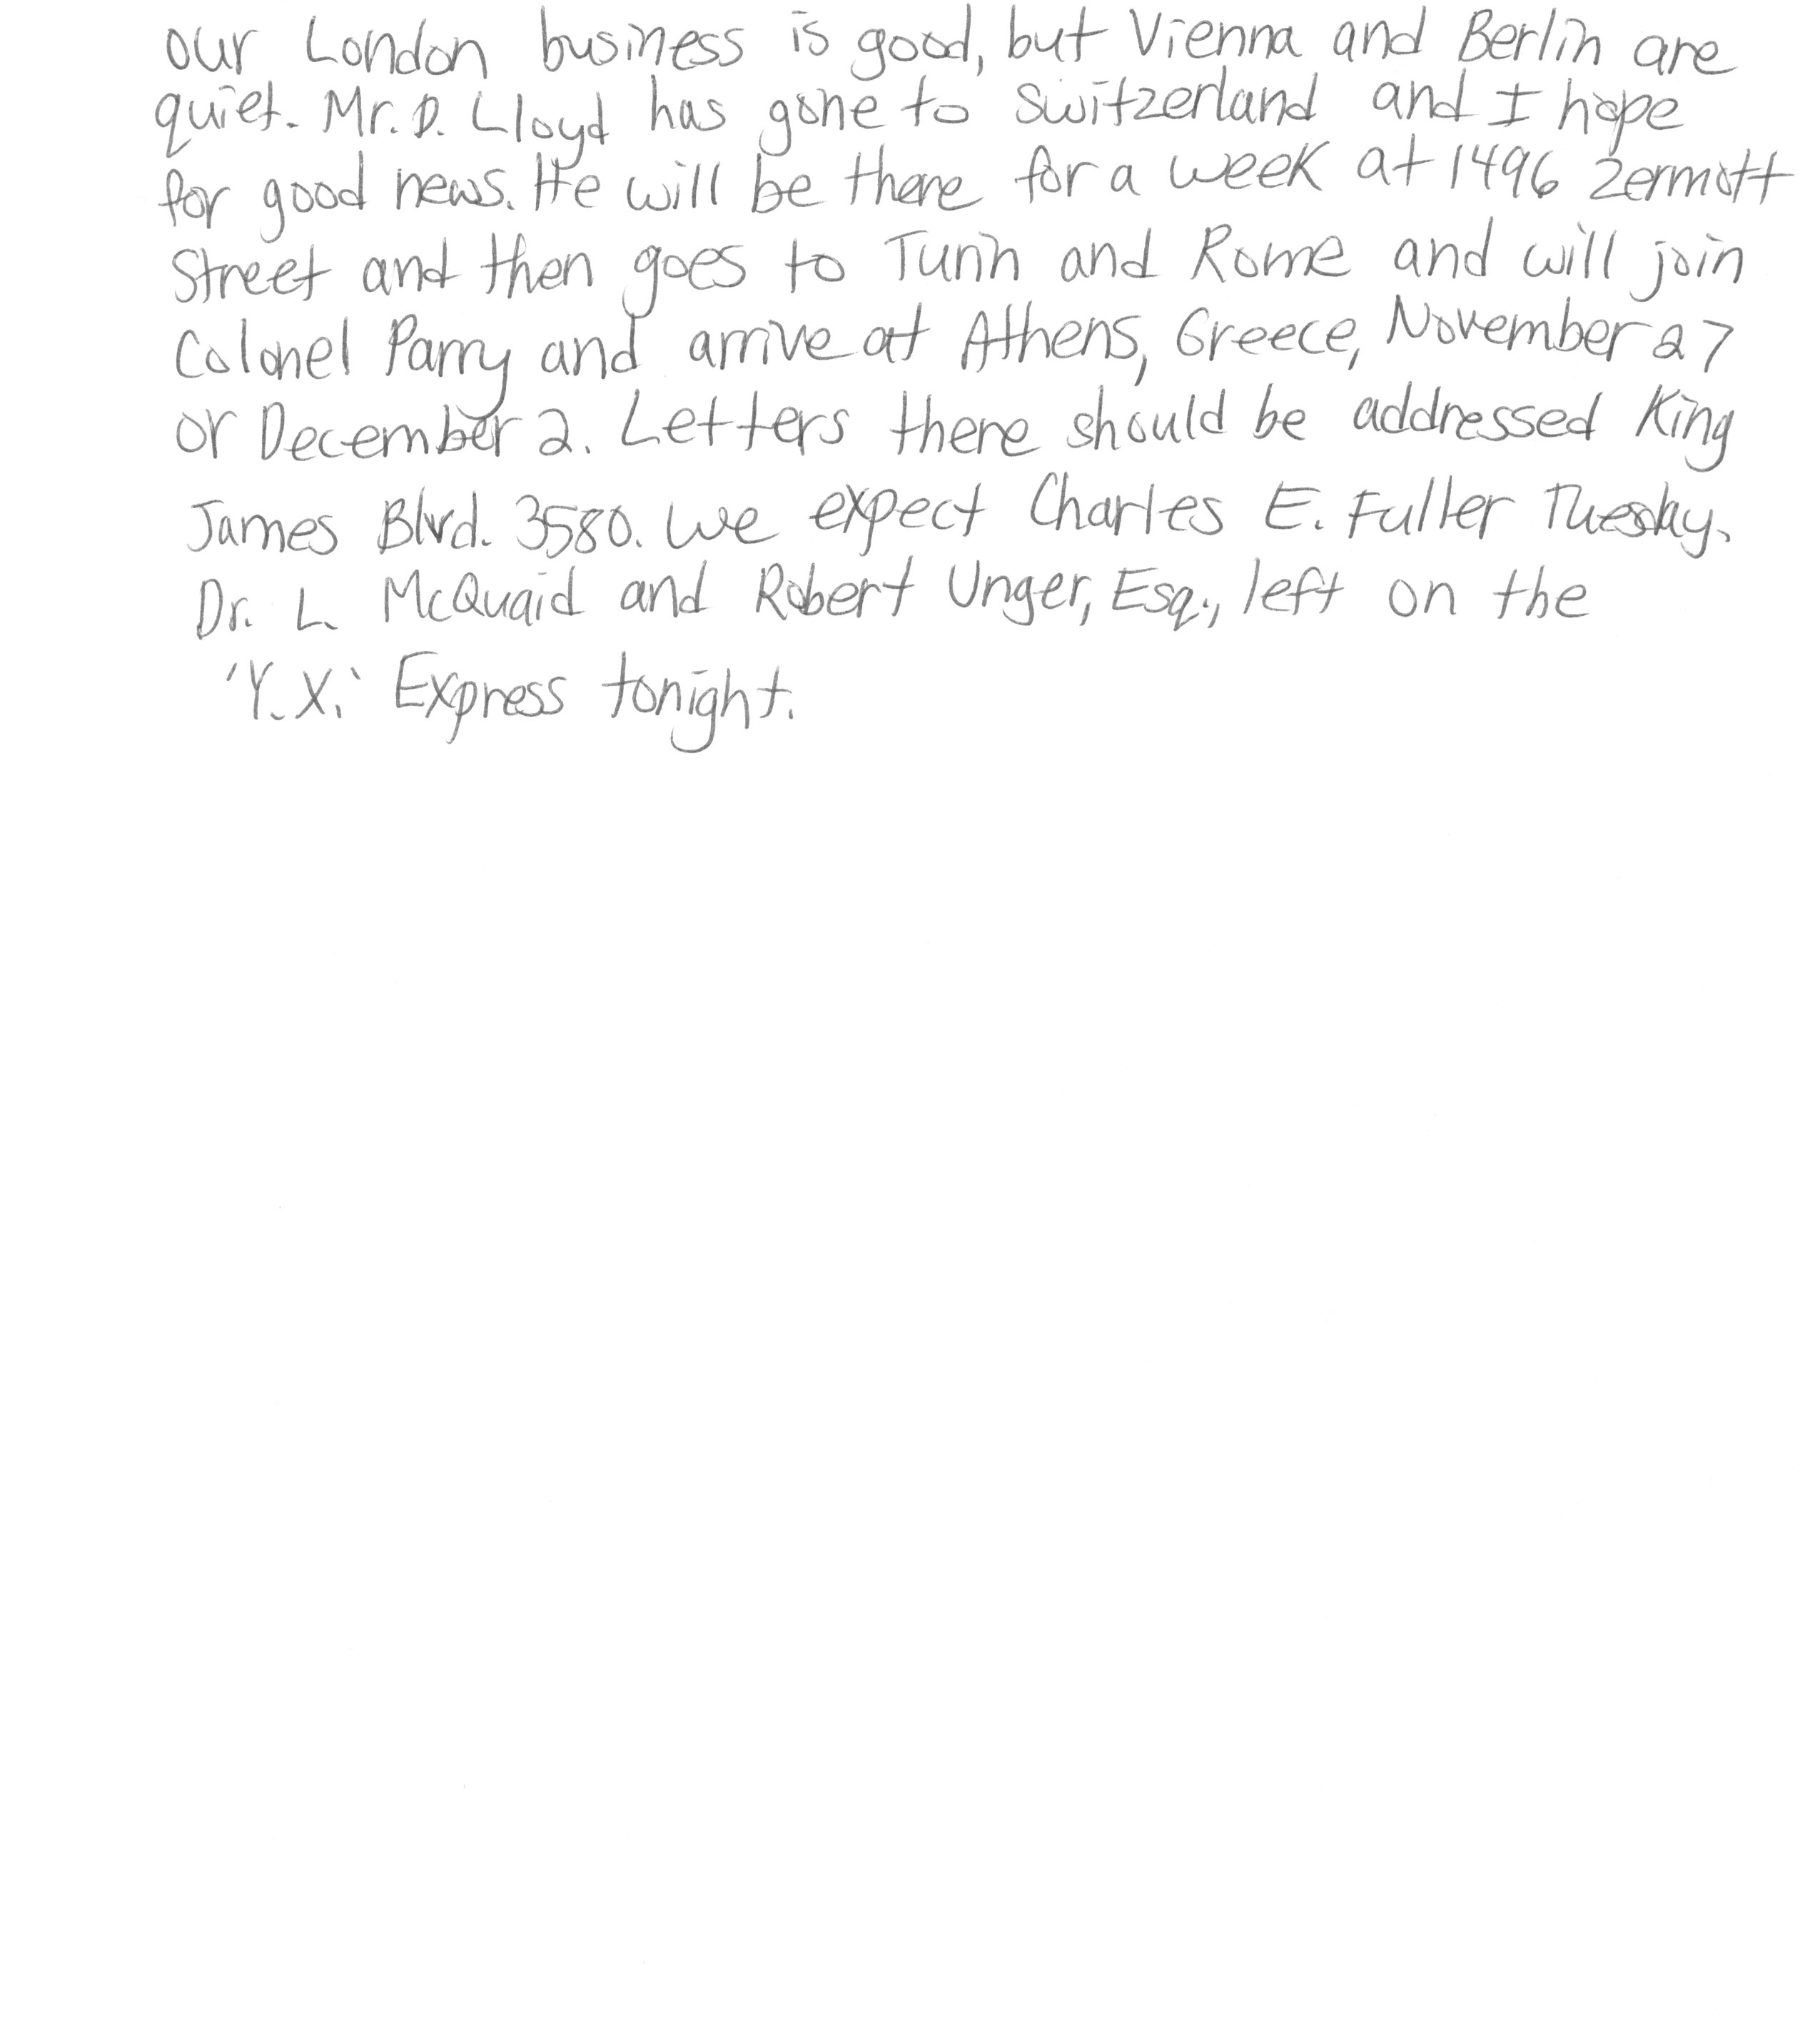 our London business is good, but Vienna and Berlin are
quiet. Mr. D. Lloyd has gone to Switzerland and I hope
for good news. He will be there for a week at 1496 Zermott
Street and then goes to Turin and Rome and will join
Colonel Parry and arrive at Athens, Greece, November 27
or December 2. Letters there should be addressed King
James Blvd. 3580. We expect Charles E. Fuller Tuesday.
Dr. L. McQuaid and Robert Unger, Esq., left on the
'Y.X.' Express tonight.